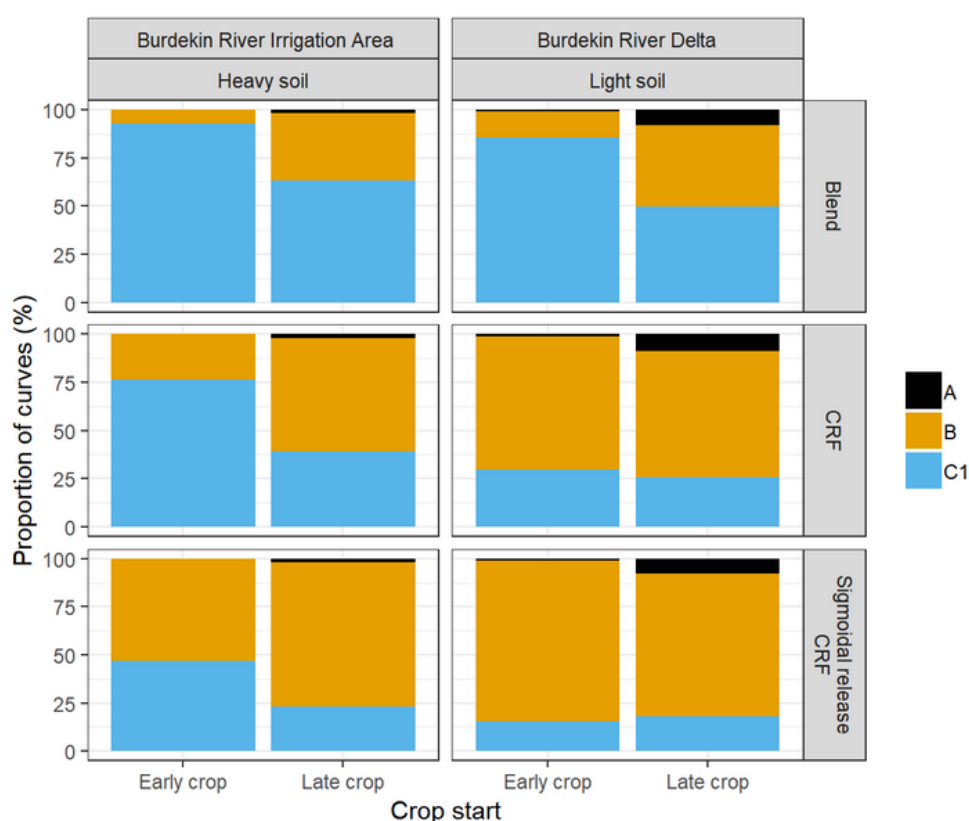 Burdekin River Irrigation Area
Burdekin River Delta
Heavy soil
Light soil
100
75
50
25
0
Blend
100
75
50
25
0
CRF
100
75
50
25
0
Sigmoidal release
CRF
Proportion of curves (%)
A
B
C1
Early crop
Late crop
Early crop
Late crop
Crop start